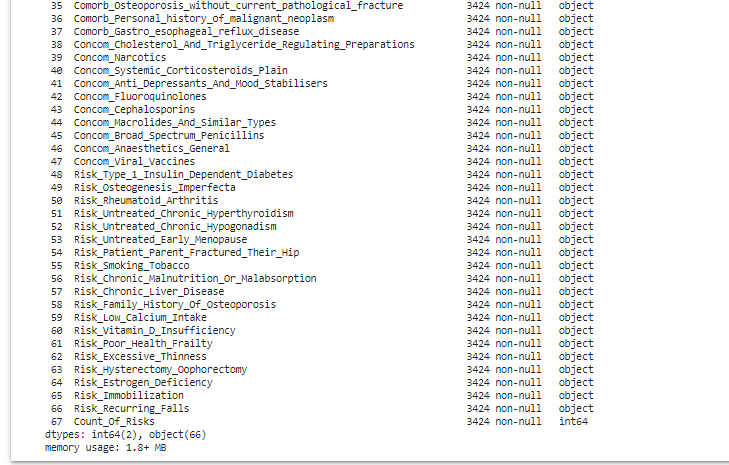 35 Comorb_Osteoporosis_without_current_pathological_fracture 3424 non-null object
36 Comorb_Personal_history_of_malignant_neoplasm 3424 non-null object
37 Comorb_Gastro_esophageal_reflux_disease 3424 non-null object
38 Concom_Cholesterol_And_Triglyceride_Regulating_Preparations 3424 non-null object
39 Concom_Narcotics 3424 non-null object
40 Concom_Systemic_Corticosteroids_Plain 3424 non-null object
41 Concom_Anti_Depressants_And_Mood_Stabilisers 3424 non-null object
42 Concom_Fluoroquinolones 3424 non-null object
43 Concom_Cephalosporins 3424 non-null object
44 Concom_Macrolides_And_Similar_Types 3424 non-null object
45 Concom_Broad_Spectrum_Penicillins 3424 non-null object
46 Concom_Anaesthetics_General 3424 non-null object
47 Concom_Viral_Vaccines 3424 non-null object
48 Risk_Type_1_Insulin_Dependent_Diabetes 3424 non-null object
49 Risk_Osteogenesis_Imperfecta 3424 non-null object
50 Risk_Rheumatoid_Arthritis 3424 non-null object
51 Risk_Untreated_Chronic_Hyperthyroidism 3424 non-null object
52 Risk_Untreated_Chronic_Hypogonadism 3424 non-null object
53 Risk_Untreated_Early_Menopause 3424 non-null object
54 Risk_Patient_Parent_Fractured_Their_Hip 3424 non-null object
55 Risk_Smoking_Tobacco 3424 non-null object
56 Risk_Chronic_Malnutrition_Or_Malabsorption 3424 non-null object
57 Risk_Chronic_Liver_Disease 3424 non-null object
58 Risk_Family_History_Of_Osteoporosis 3424 non-null object
59 Risk_Low_Calcium_Intake 3424 non-null object
60 Risk_Vitamin_D_Insufficiency 3424 non-null object
61 Risk_Poor_Health_Frailty 3424 non-null object
62 Risk_Excessive_Thinness 3424 non-null object
63 Risk_Hysterectomy_Oophorectomy 3424 non-null object
64 Risk_Estrogen_Deficiency 3424 non-null object
65 Risk_Immobilization 3424 non-null object
66 Risk_Recurring_Falls 3424 non-null object
67 Count_Of_Risks 3424 non-null int64
dtypes: int64(2), object(66)
memory usage: 1.8+ MB